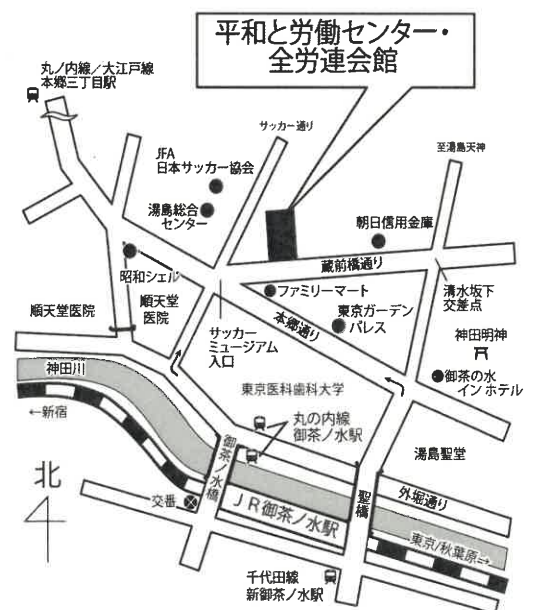 平和と労働センター・
全労連会館
丸ノ内線／大江戸線
本郷三丁目駅
サッカー通り
JFA
日本サッカー協会
至湯島天神
湯島総合
センター
朝日信用金庫
昭和シェル
蔵前橋通り
清水坂下
交差点
順天堂
医院
順天堂
医院
ファミリーマート
サッカー
ミュージアム
入口
本郷通り
東京ガーデン
パレス
神田明神
神田川
御茶の水
イン ホテル
東京医科歯科大学
←新宿
丸の内線
御茶ノ水駅
御茶ノ水橋
湯島聖堂
北
交番
JR御茶ノ水駅
聖橋
外堀通り
東京/秋葉原→
千代田線
新御茶ノ水駅